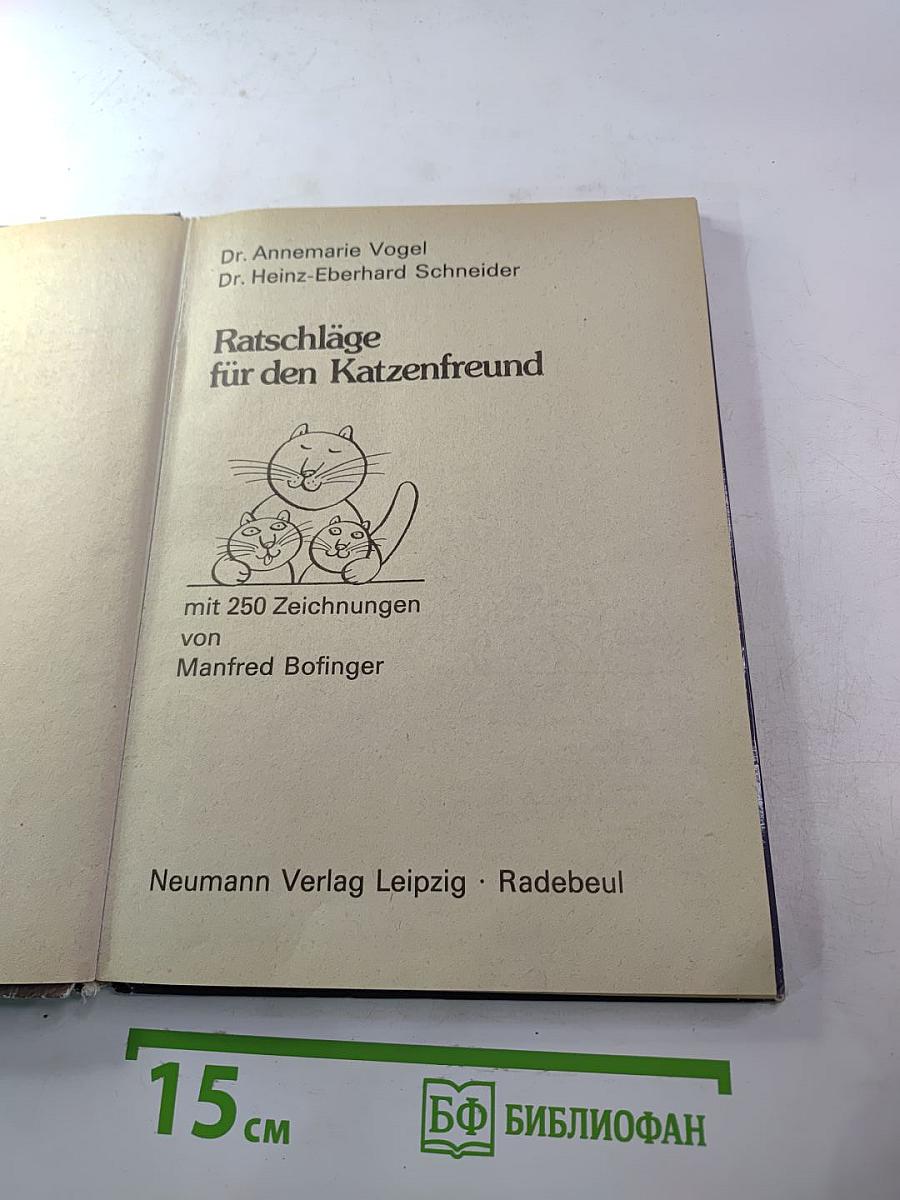 Dr. Annemarie Vogel
Dr. Heinz-Eberhard Schneider
Ratschläge
für den Katzenfreund
mit 250 Zeichnungen
von
Manfred Bofinger
Neumann Verlag Leipzig · Radebeul
15 см
БФ БИБЛИОФАН